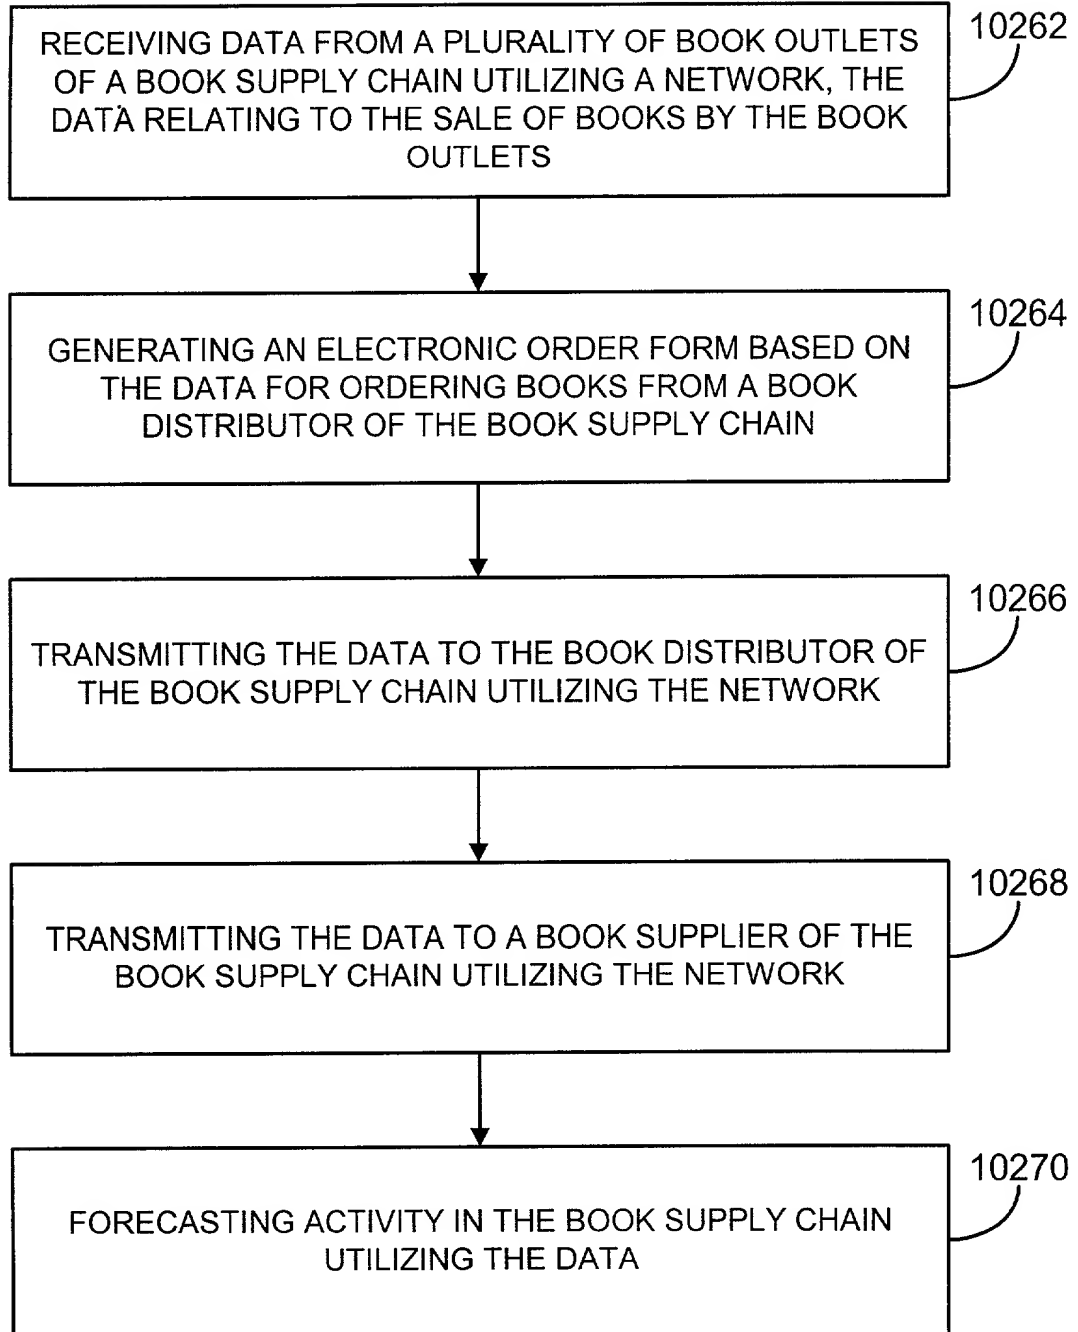 RECEIVING DATA FROM A PLURALITY OF BOOK OUTLETS
OF A BOOK SUPPLY CHAIN UTILIZING A NETWORK, THE
DATA RELATING TO THE SALE OF BOOKS BY THE BOOK
OUTLETS
10262
GENERATING AN ELECTRONIC ORDER FORM BASED ON
THE DATA FOR ORDERING BOOKS FROM A BOOK
DISTRIBUTOR OF THE BOOK SUPPLY CHAIN
10264
TRANSMITTING THE DATA TO THE BOOK DISTRIBUTOR OF
THE BOOK SUPPLY CHAIN UTILIZING THE NETWORK
10266
TRANSMITTING THE DATA TO A BOOK SUPPLIER OF THE
BOOK SUPPLY CHAIN UTILIZING THE NETWORK
10268
FORECASTING ACTIVITY IN THE BOOK SUPPLY CHAIN
UTILIZING THE DATA
10270